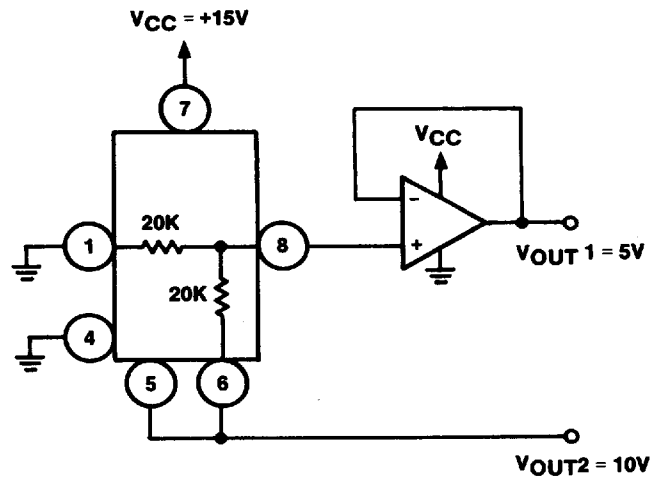 VCC = +15V
7
VCC
20K
1
8
−
+
VOUT 1 = 5V
20K
4
5
6
VOUT2 = 10V